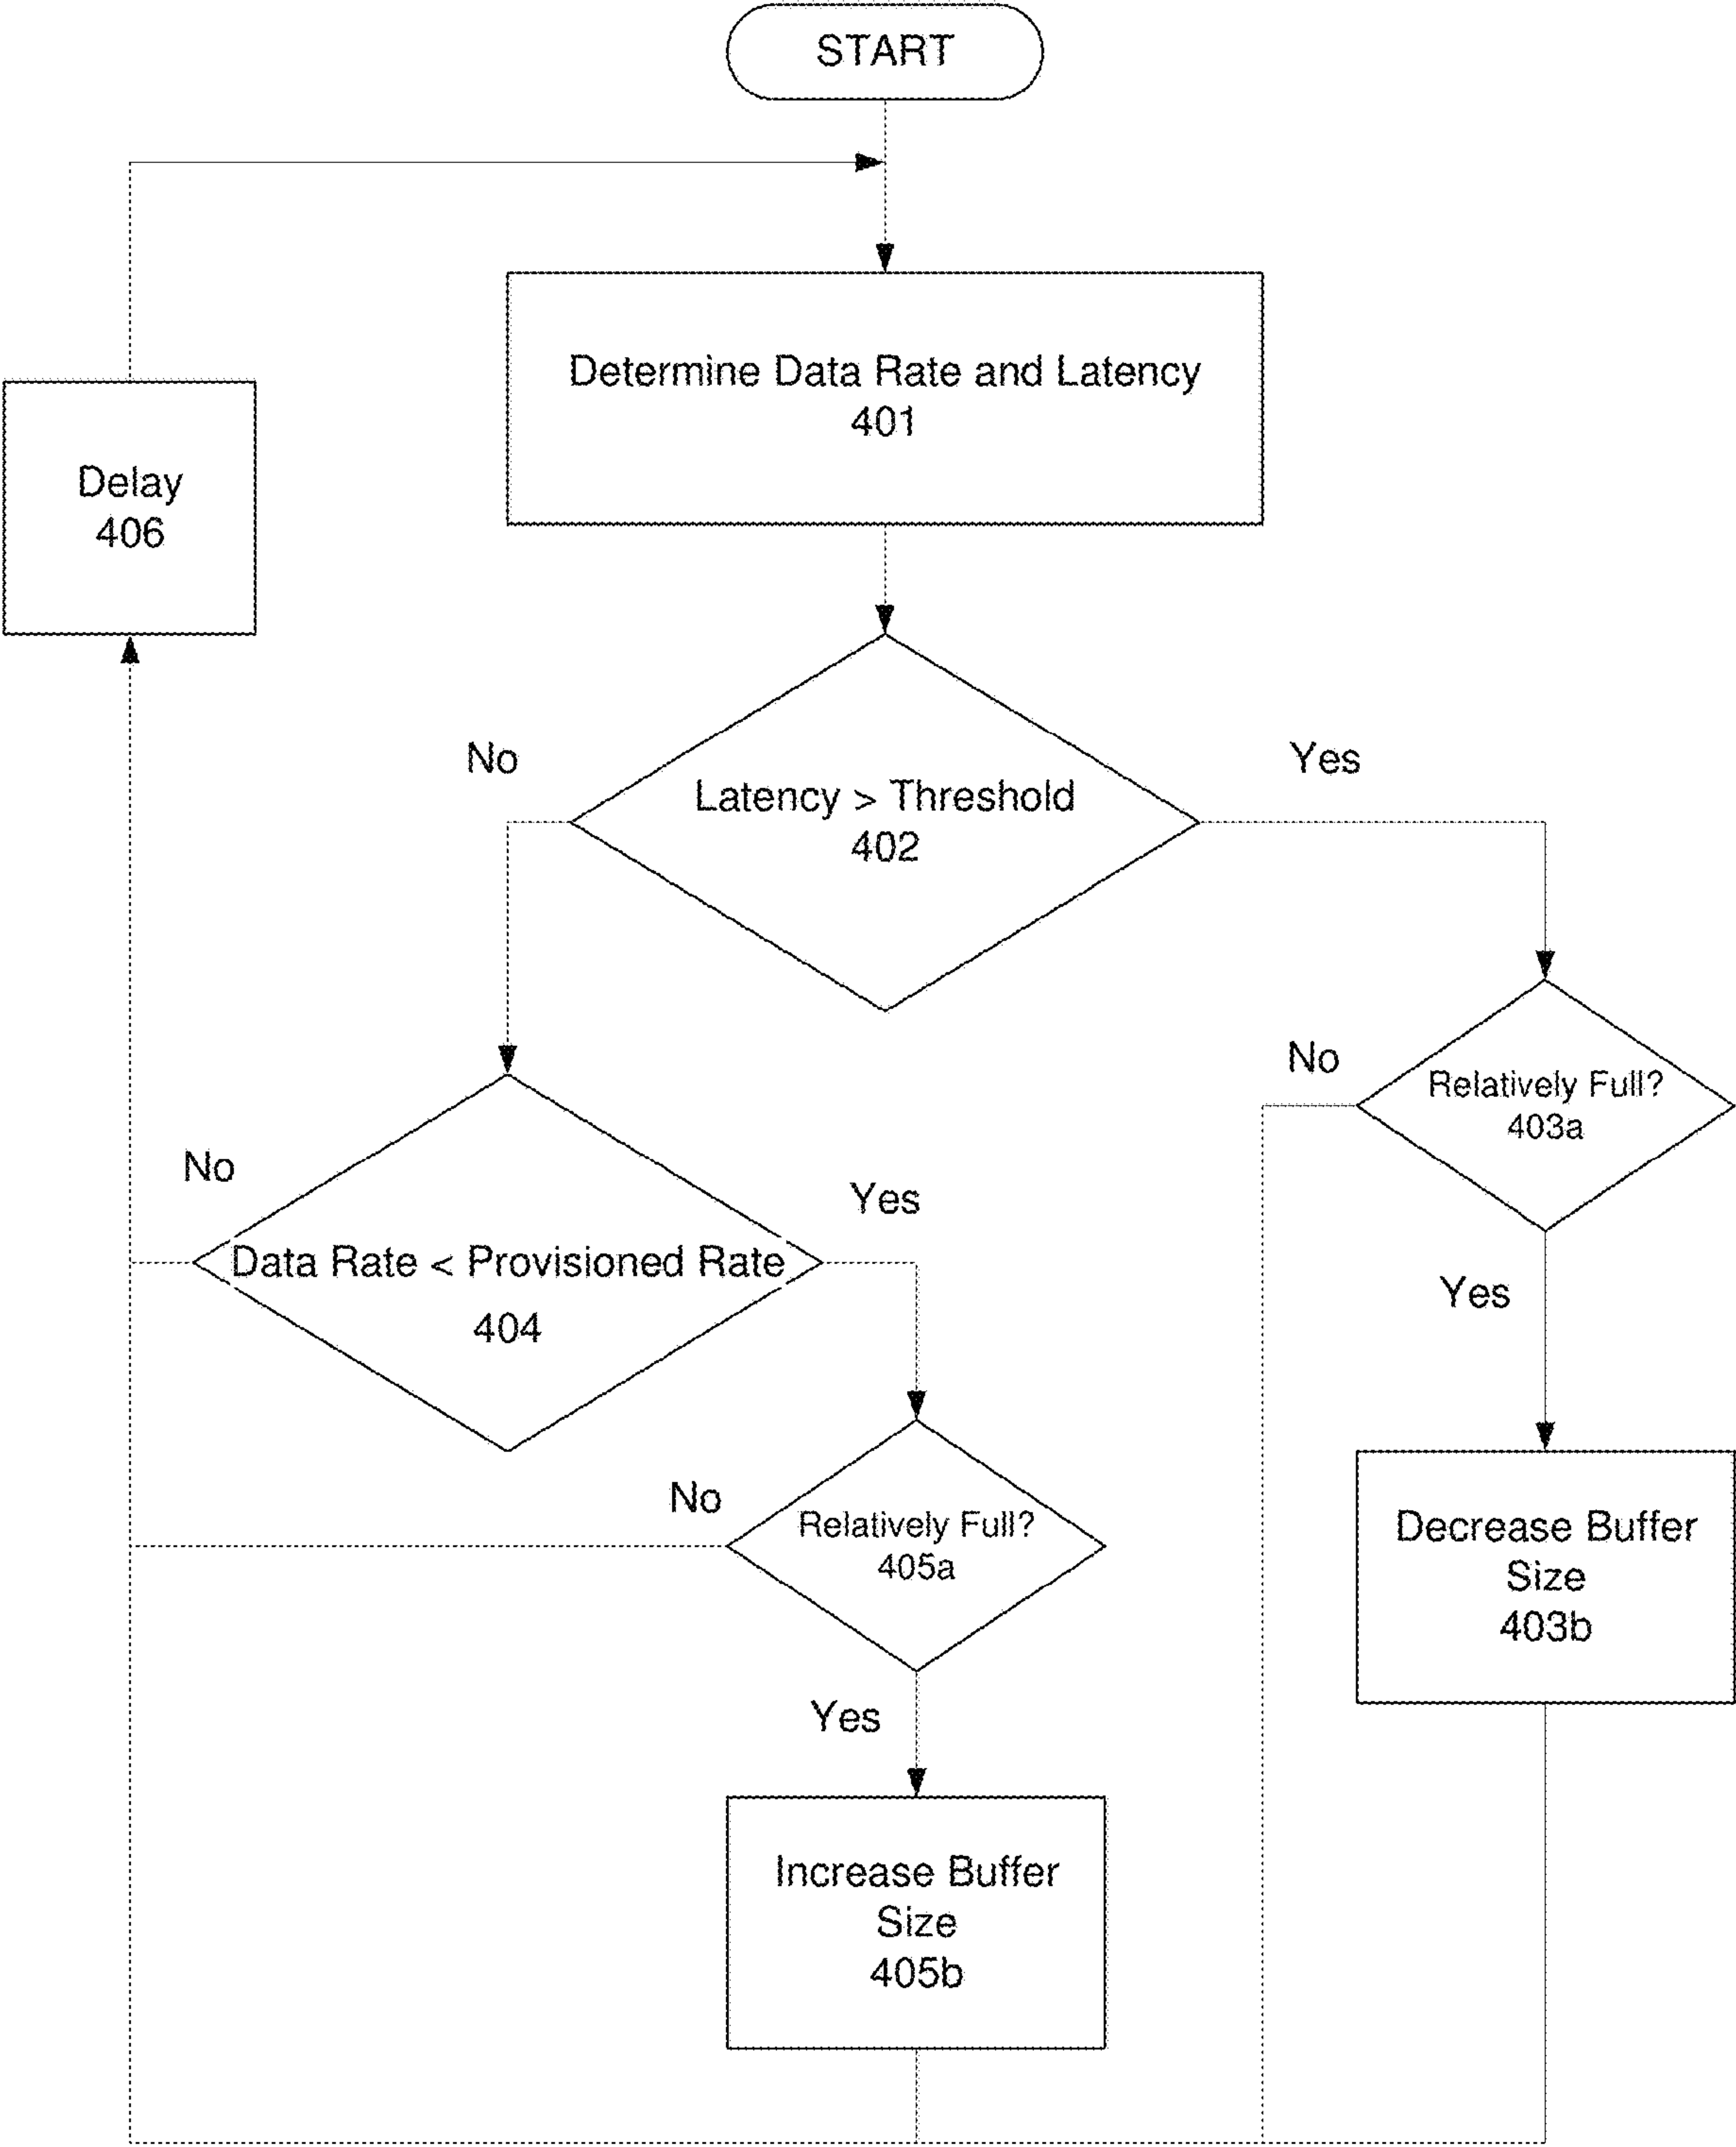 START
Determine Data Rate and Latency
401
Delay
406
No
Yes
Latency > Threshold
402
No
Relatively Full?
403a
No
Yes
Data Rate < Provisioned Rate
404
Yes
No
Relatively Full?
405a
Decrease Buffer
Size
403b
Yes
Increase Buffer
Size
405b